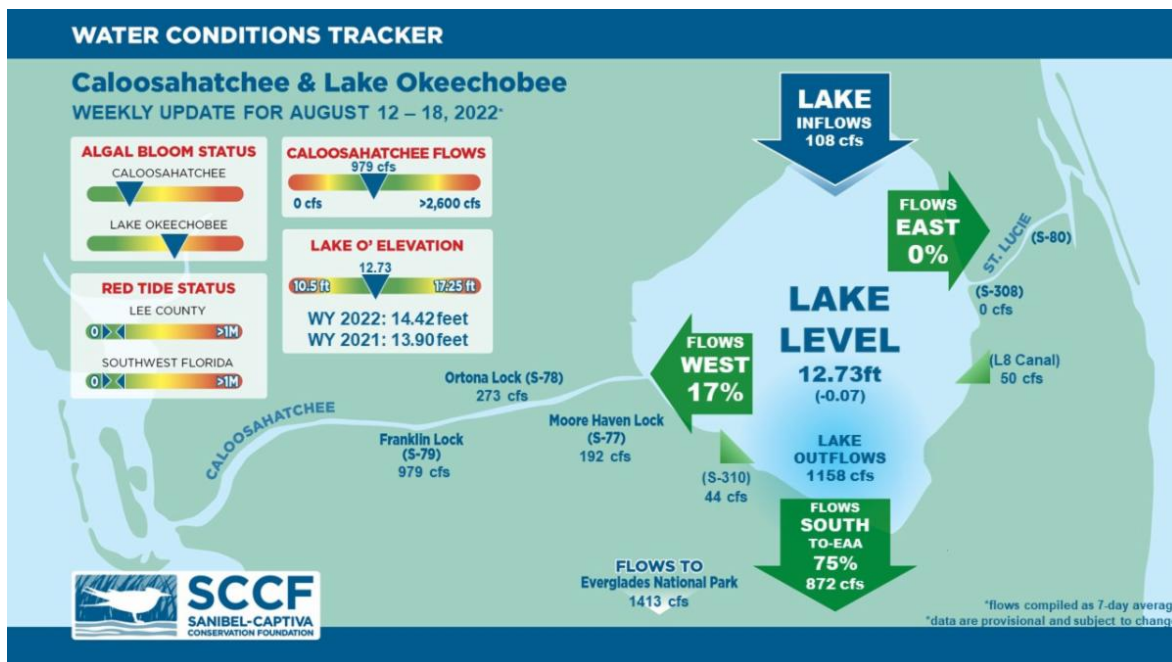 WATER CONDITIONS TRACKER
Caloosahatchee & Lake Okeechobee
WEEKLY UPDATE FOR AUGUST 12 – 18, 2022*
ALGAL BLOOM STATUS
CALOOSAHATCHEE
LAKE OKEECHOBEE
RED TIDE STATUS
LEE COUNTY
0
>1M
SOUTHWEST FLORIDA
0
>1M
CALOOSAHATCHEE FLOWS
979 cfs
0 cfs
>2,600 cfs
LAKE O' ELEVATION
12.73
10.5 ft
17.25 ft
WY 2022: 14.42 feet
WY 2021: 13.90 feet
LAKE
INFLOWS
108 cfs
FLOWS
EAST
0%
ST. LUCIE
(S-80)
(S-308)
0 cfs
(L8 Canal)
50 cfs
LAKE
LEVEL
12.73ft
(-0.07)
LAKE
OUTFLOWS
1158 cfs
FLOWS
WEST
17%
Ortona Lock (S-78)
273 cfs
Moore Haven Lock
(S-77)
192 cfs
CALOOSAHATCHEE
Franklin Lock
(S-79)
979 cfs
(S-310)
44 cfs
FLOWS
SOUTH
TO-EAA
75%
872 cfs
FLOWS TO
Everglades National Park
1413 cfs
SCCF
SANIBEL-CAPTIVA
CONSERVATION FOUNDATION
*flows compiled as 7-day averag
*data are provisional and subject to change